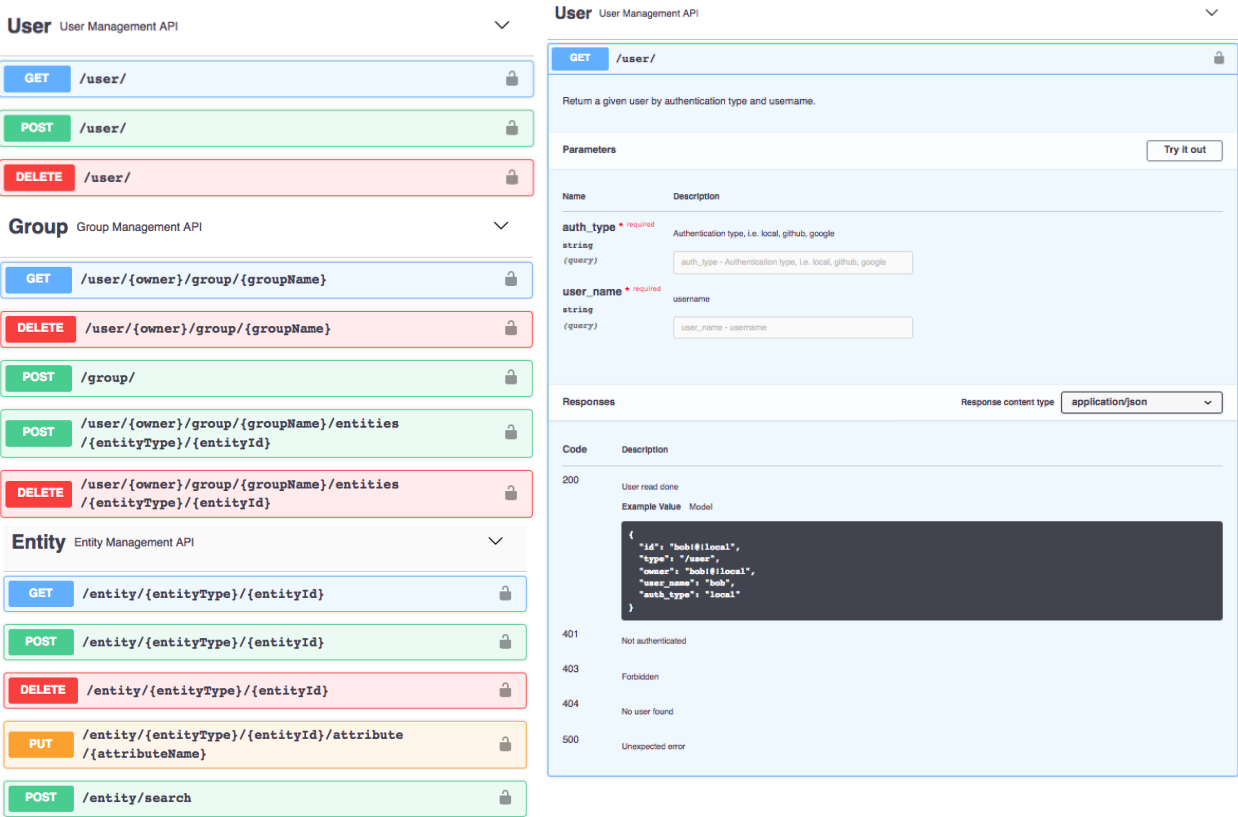 User User Management API
GET /user/
POST /user/
DELETE /user/
Group Group Management API
GET /user/{owner}/group/{groupName}
DELETE /user/{owner}/group/{groupName}
POST /group/
POST /user/{owner}/group/{groupName}/entities
/{entityType}/{entityId}
DELETE /user/{owner}/group/{groupName}/entities
/{entityType}/{entityId}
Entity Entity Management API
GET /entity/{entityType}/{entityId}
POST /entity/{entityType}/{entityId}
DELETE /entity/{entityType}/{entityId}
PUT /entity/{entityType}/{entityId}/attribute
/{attributeName}
POST /entity/search
User User Management API
GET /user/
Return a given user by authentication type and username.
Parameters Try it out
Name Description
auth_type * required Authentication type, i.e. local, github, google
string
(query) auth_type - Authentication type, i.e. local, github, google
user_name * required username
string
(query) user_name - username
Responses Response content type application/json
Code Description
200 User read done
Example Value Model
{
"id": "bob|@|local",
"type": "/user",
"owner": "bob|@|local",
"user_name": "bob",
"auth_type": "local"
}
401 Not authenticated
403 Forbidden
404 No user found
500 Unexpected error